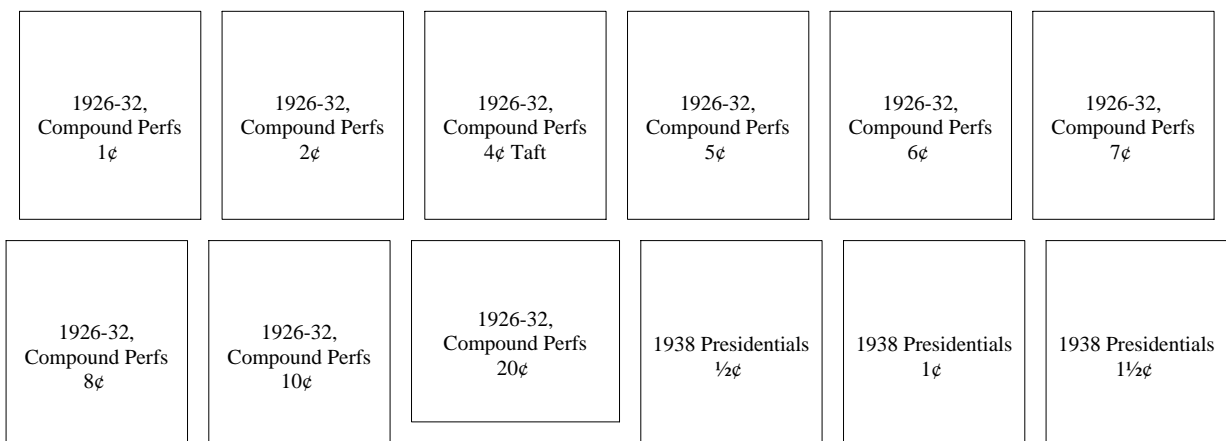 1926-32,
Compound Perfs
1¢
1926-32,
Compound Perfs
2¢
1926-32,
Compound Perfs
4¢ Taft
1926-32,
Compound Perfs
5¢
1926-32,
Compound Perfs
6¢
1926-32,
Compound Perfs
7¢
1926-32,
Compound Perfs
8¢
1926-32,
Compound Perfs
10¢
1926-32,
Compound Perfs
20¢
1938 Presidentials
½¢
1938 Presidentials
1¢
1938 Presidentials
1½¢